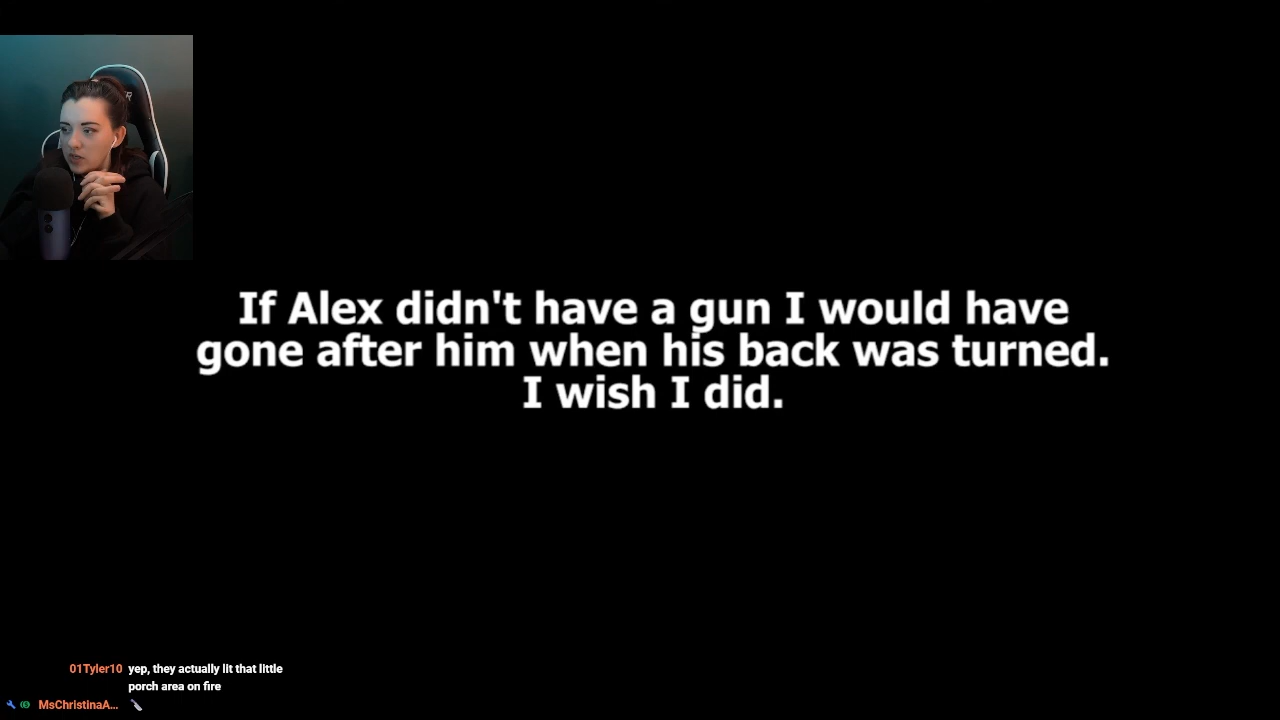 If Alex didn't have a gun I would have
gone after him when his back was turned.
I wish I did.
01Tyler10 yep, they actually lit that little
porch area on fire
MsChristinaA...